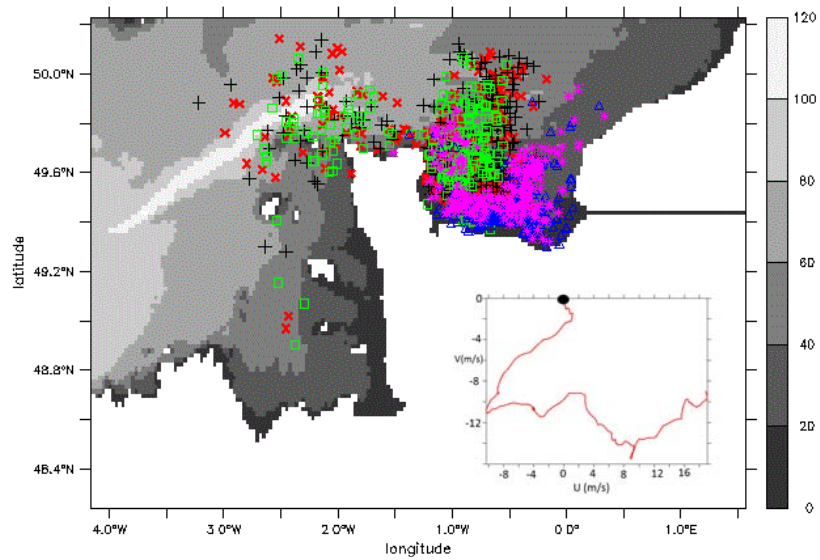 120
100
80
60
40
20
0
50.0°N
49.6°N
49.2°N
48.8°N
48.4°N
latitude
4.0°W
3.0°W
2.0°W
1.0°W
0.0°
1.0°E
longitude
0
-4
V(m/s)
-8
-12
-8
-4
0
4
8
12
16
U (m/s)